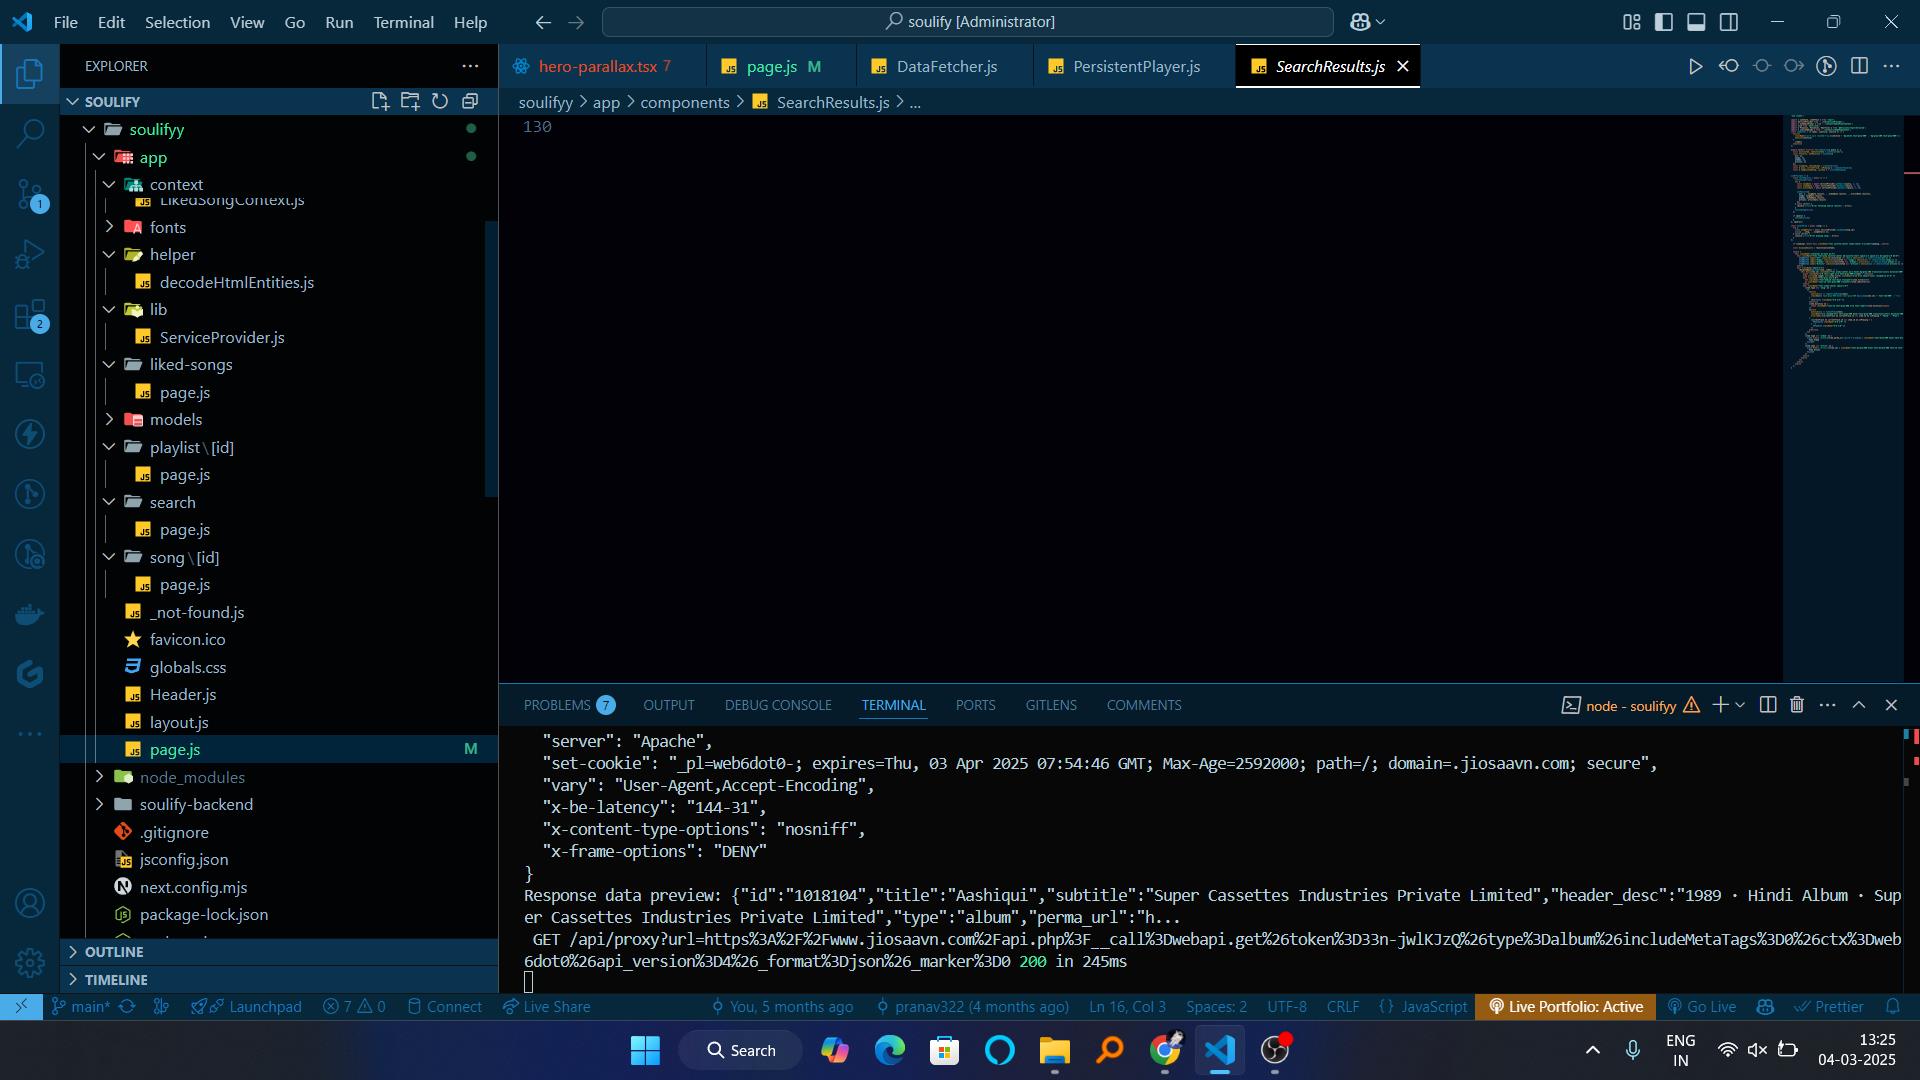 File Edit Selection View Go Run Terminal Help
soulify [Administrator]
EXPLORER
hero-parallax.tsx 7
page.js M
DataFetcher.js
PersistentPlayer.js
SearchResults.js
SOULIFY
soulifyy > app > components > SearchResults.js > ...
130
soulifyy
app
context
LikedSongContext.js
fonts
helper
decodeHtmlEntities.js
lib
ServiceProvider.js
liked-songs
page.js
models
playlist\[id]
page.js
search
page.js
song\[id]
page.js
_not-found.js
favicon.ico
globals.css
Header.js
layout.js
page.js M
node_modules
soulify-backend
.gitignore
jsconfig.json
next.config.mjs
package-lock.json
OUTLINE
TIMELINE
1
2
PROBLEMS 7 OUTPUT DEBUG CONSOLE TERMINAL PORTS GITLENS COMMENTS
node - soulifyy
"server": "Apache",
"set-cookie": "_pl=web6dot0-; expires=Thu, 03 Apr 2025 07:54:46 GMT; Max-Age=2592000; path=/; domain=.jiosaavn.com; secure",
"vary": "User-Agent,Accept-Encoding",
"x-be-latency": "144-31",
"x-content-type-options": "nosniff",
"x-frame-options": "DENY"
}
Response data preview: {"id":"1018104","title":"Aashiqui","subtitle":"Super Cassettes Industries Private Limited","header_desc":"1989 · Hindi Album · Sup
er Cassettes Industries Private Limited","type":"album","perma_url":"h...
GET /api/proxy?url=https%3A%2F%2Fwww.jiosaavn.com%2Fapi.php%3F__call%3Dwebapi.get%26token%3D33n-jwlKJzQ%26type%3Dalbum%26includeMetaTags%3D0%26ctx%3Dweb
6dot0%26api_version%3D4%26_format%3Djson%26_marker%3D0 200 in 245ms
main* Launchpad 7 0 Connect Live Share You, 5 months ago pranav322 (4 months ago) Ln 16, Col 3 Spaces: 2 UTF-8 CRLF {} JavaScript Live Portfolio: Active Go Live Prettier
Search
ENG
IN
13:25
04-03-2025